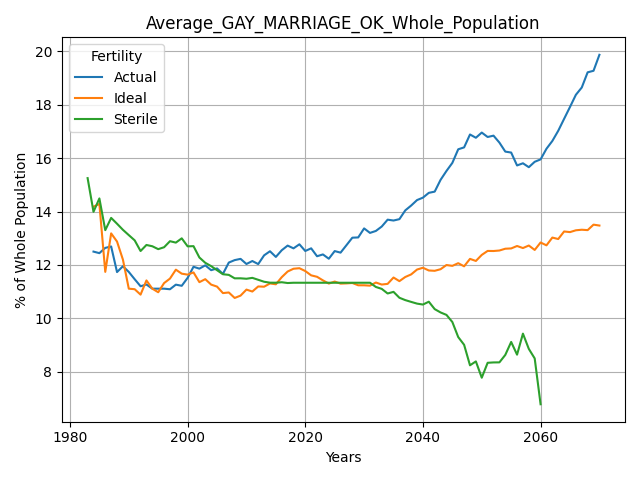 Average_GAY_MARRIAGE_OK_Whole_Population
Fertility
Actual
Ideal
Sterile
% of Whole Population
20
18
16
14
12
10
8
1980
2000
2020
2040
2060
Years